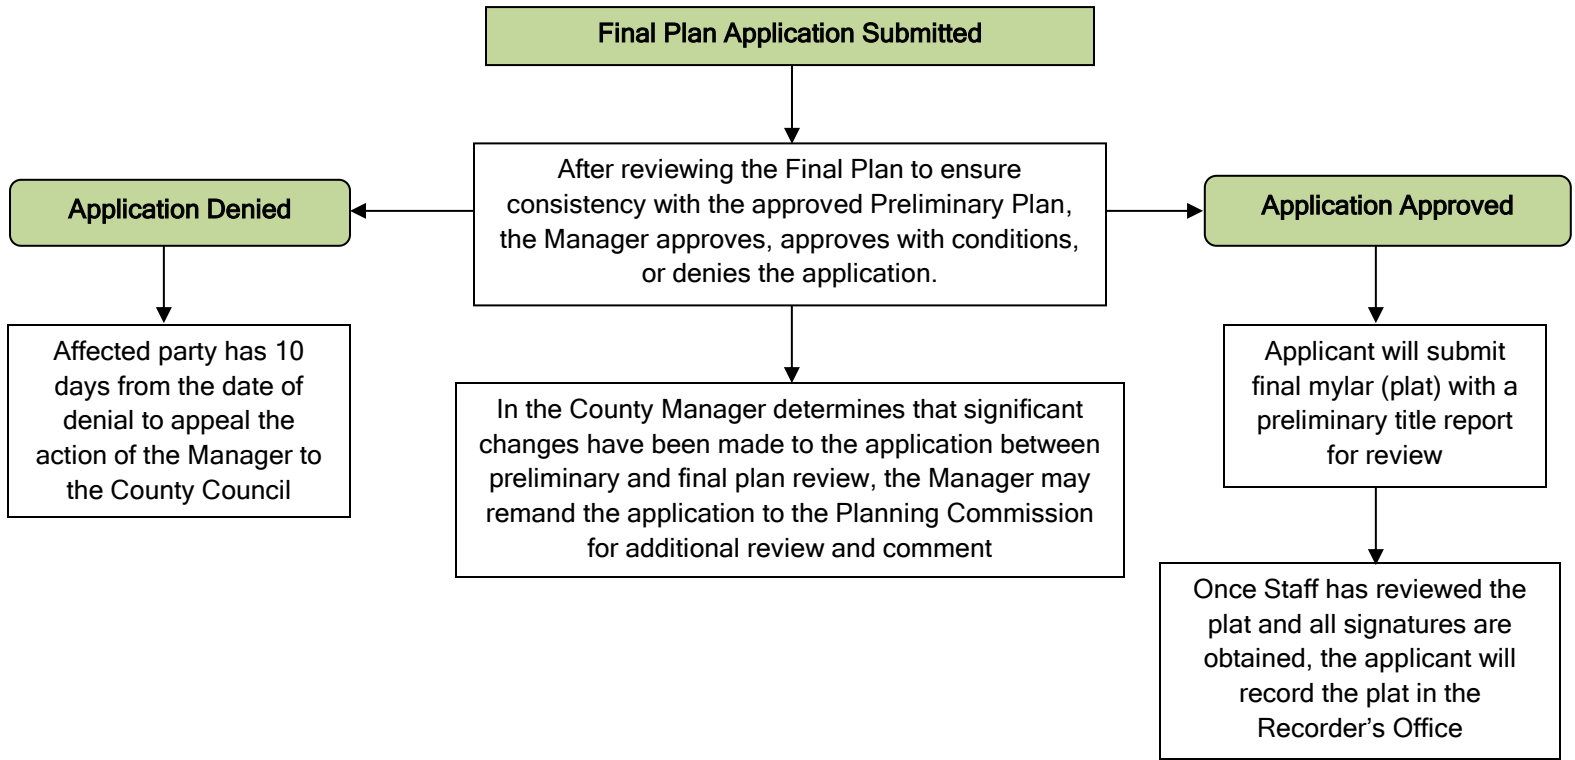 Final Plan Application Submitted
After reviewing the Final Plan to ensure
consistency with the approved Preliminary Plan,
the Manager approves, approves with conditions,
or denies the application.
Application Denied
Application Approved
Affected party has 10
days from the date of
denial to appeal the
action of the Manager to
the County Council
In the County Manager determines that significant
changes have been made to the application between
preliminary and final plan review, the Manager may
remand the application to the Planning Commission
for additional review and comment
Applicant will submit
final mylar (plat) with a
preliminary title report
for review
Once Staff has reviewed the
plat and all signatures are
obtained, the applicant will
record the plat in the
Recorder’s Office